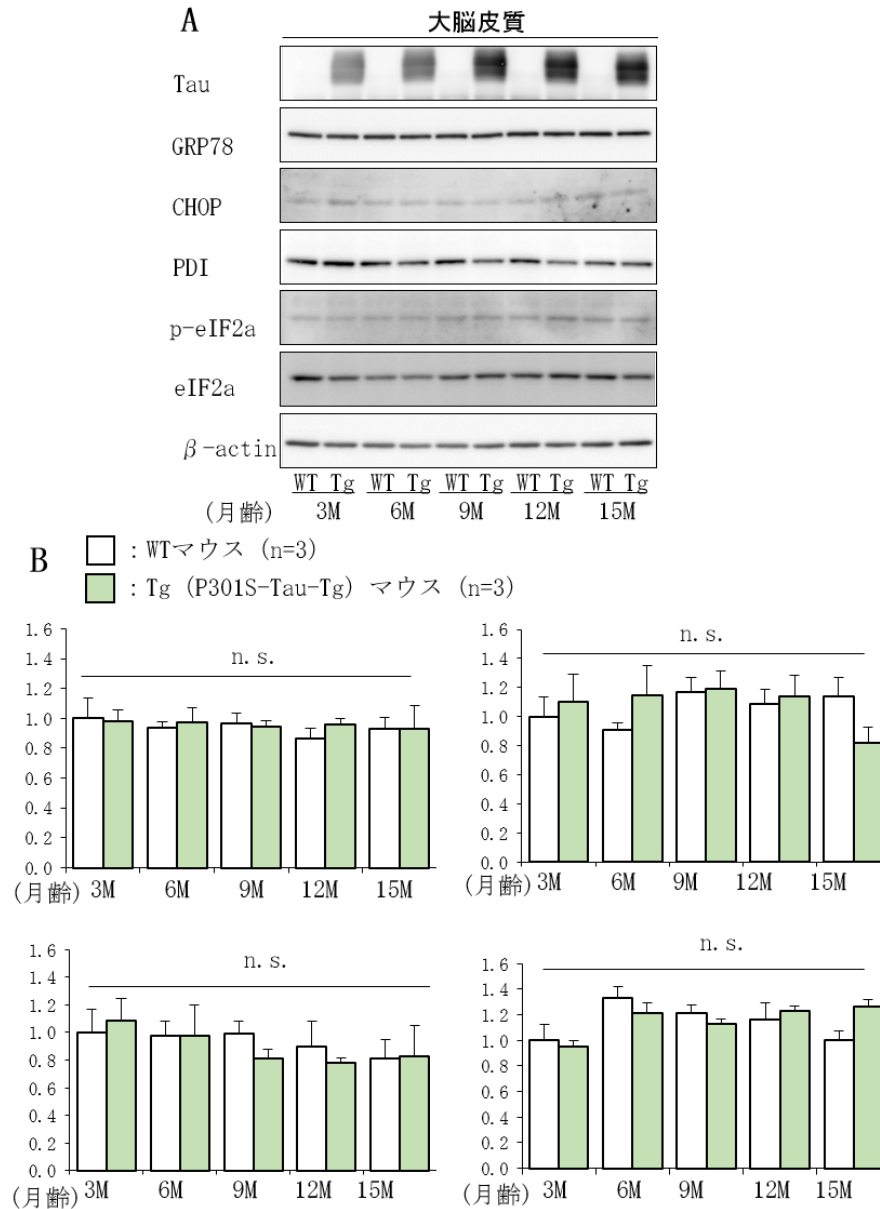 A
大脳皮質
Tau
GRP78
CHOP
PDI
p-eIF2a
eIF2a
β-actin
WT Tg WT Tg WT Tg WT Tg WT Tg
(月齢) 3M 6M 9M 12M 15M
B
: WTマウス (n=3)
: Tg (P301S-Tau-Tg) マウス (n=3)
1.6
1.4
1.2
1.0
0.8
0.6
0.4
0.2
0.0
n.s.
(月齢) 3M 6M 9M 12M 15M
1.6
1.4
1.2
1.0
0.8
0.6
0.4
0.2
0.0
n.s.
(月齢) 3M 6M 9M 12M 15M
1.6
1.4
1.2
1.0
0.8
0.6
0.4
0.2
0.0
n.s.
(月齢) 3M 6M 9M 12M 15M
1.6
1.4
1.2
1.0
0.8
0.6
0.4
0.2
0.0
n.s.
(月齢) 3M 6M 9M 12M 15M